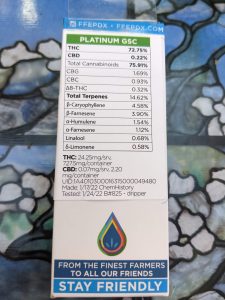 FFEPDX • FFEPDX.COM
PLATINUM GSC
THC 72.75%
CBD 0.22%
Total Cannabinoids 75.91%
CBG 1.69%
CBC 0.93%
Δ8-THC 0.32%
Total Terpenes 14.62%
β-Caryophyllene 4.58%
β-Farnesene 3.90%
α-Humulene 1.54%
α-Farnesene 1.12%
Linalool 0.68%
δ-Limonene 0.58%
THC: 24.25mg/srv,
727.5mg/container
CBD: 0.07mg/srv, 2.20
mg/container
Made: 1/17/22 ChemHistory
Tested: 1/24/22 B#825 - dripper
FROM THE FINEST FARMERS
TO ALL OUR FRIENDS
STAY FRIENDLY